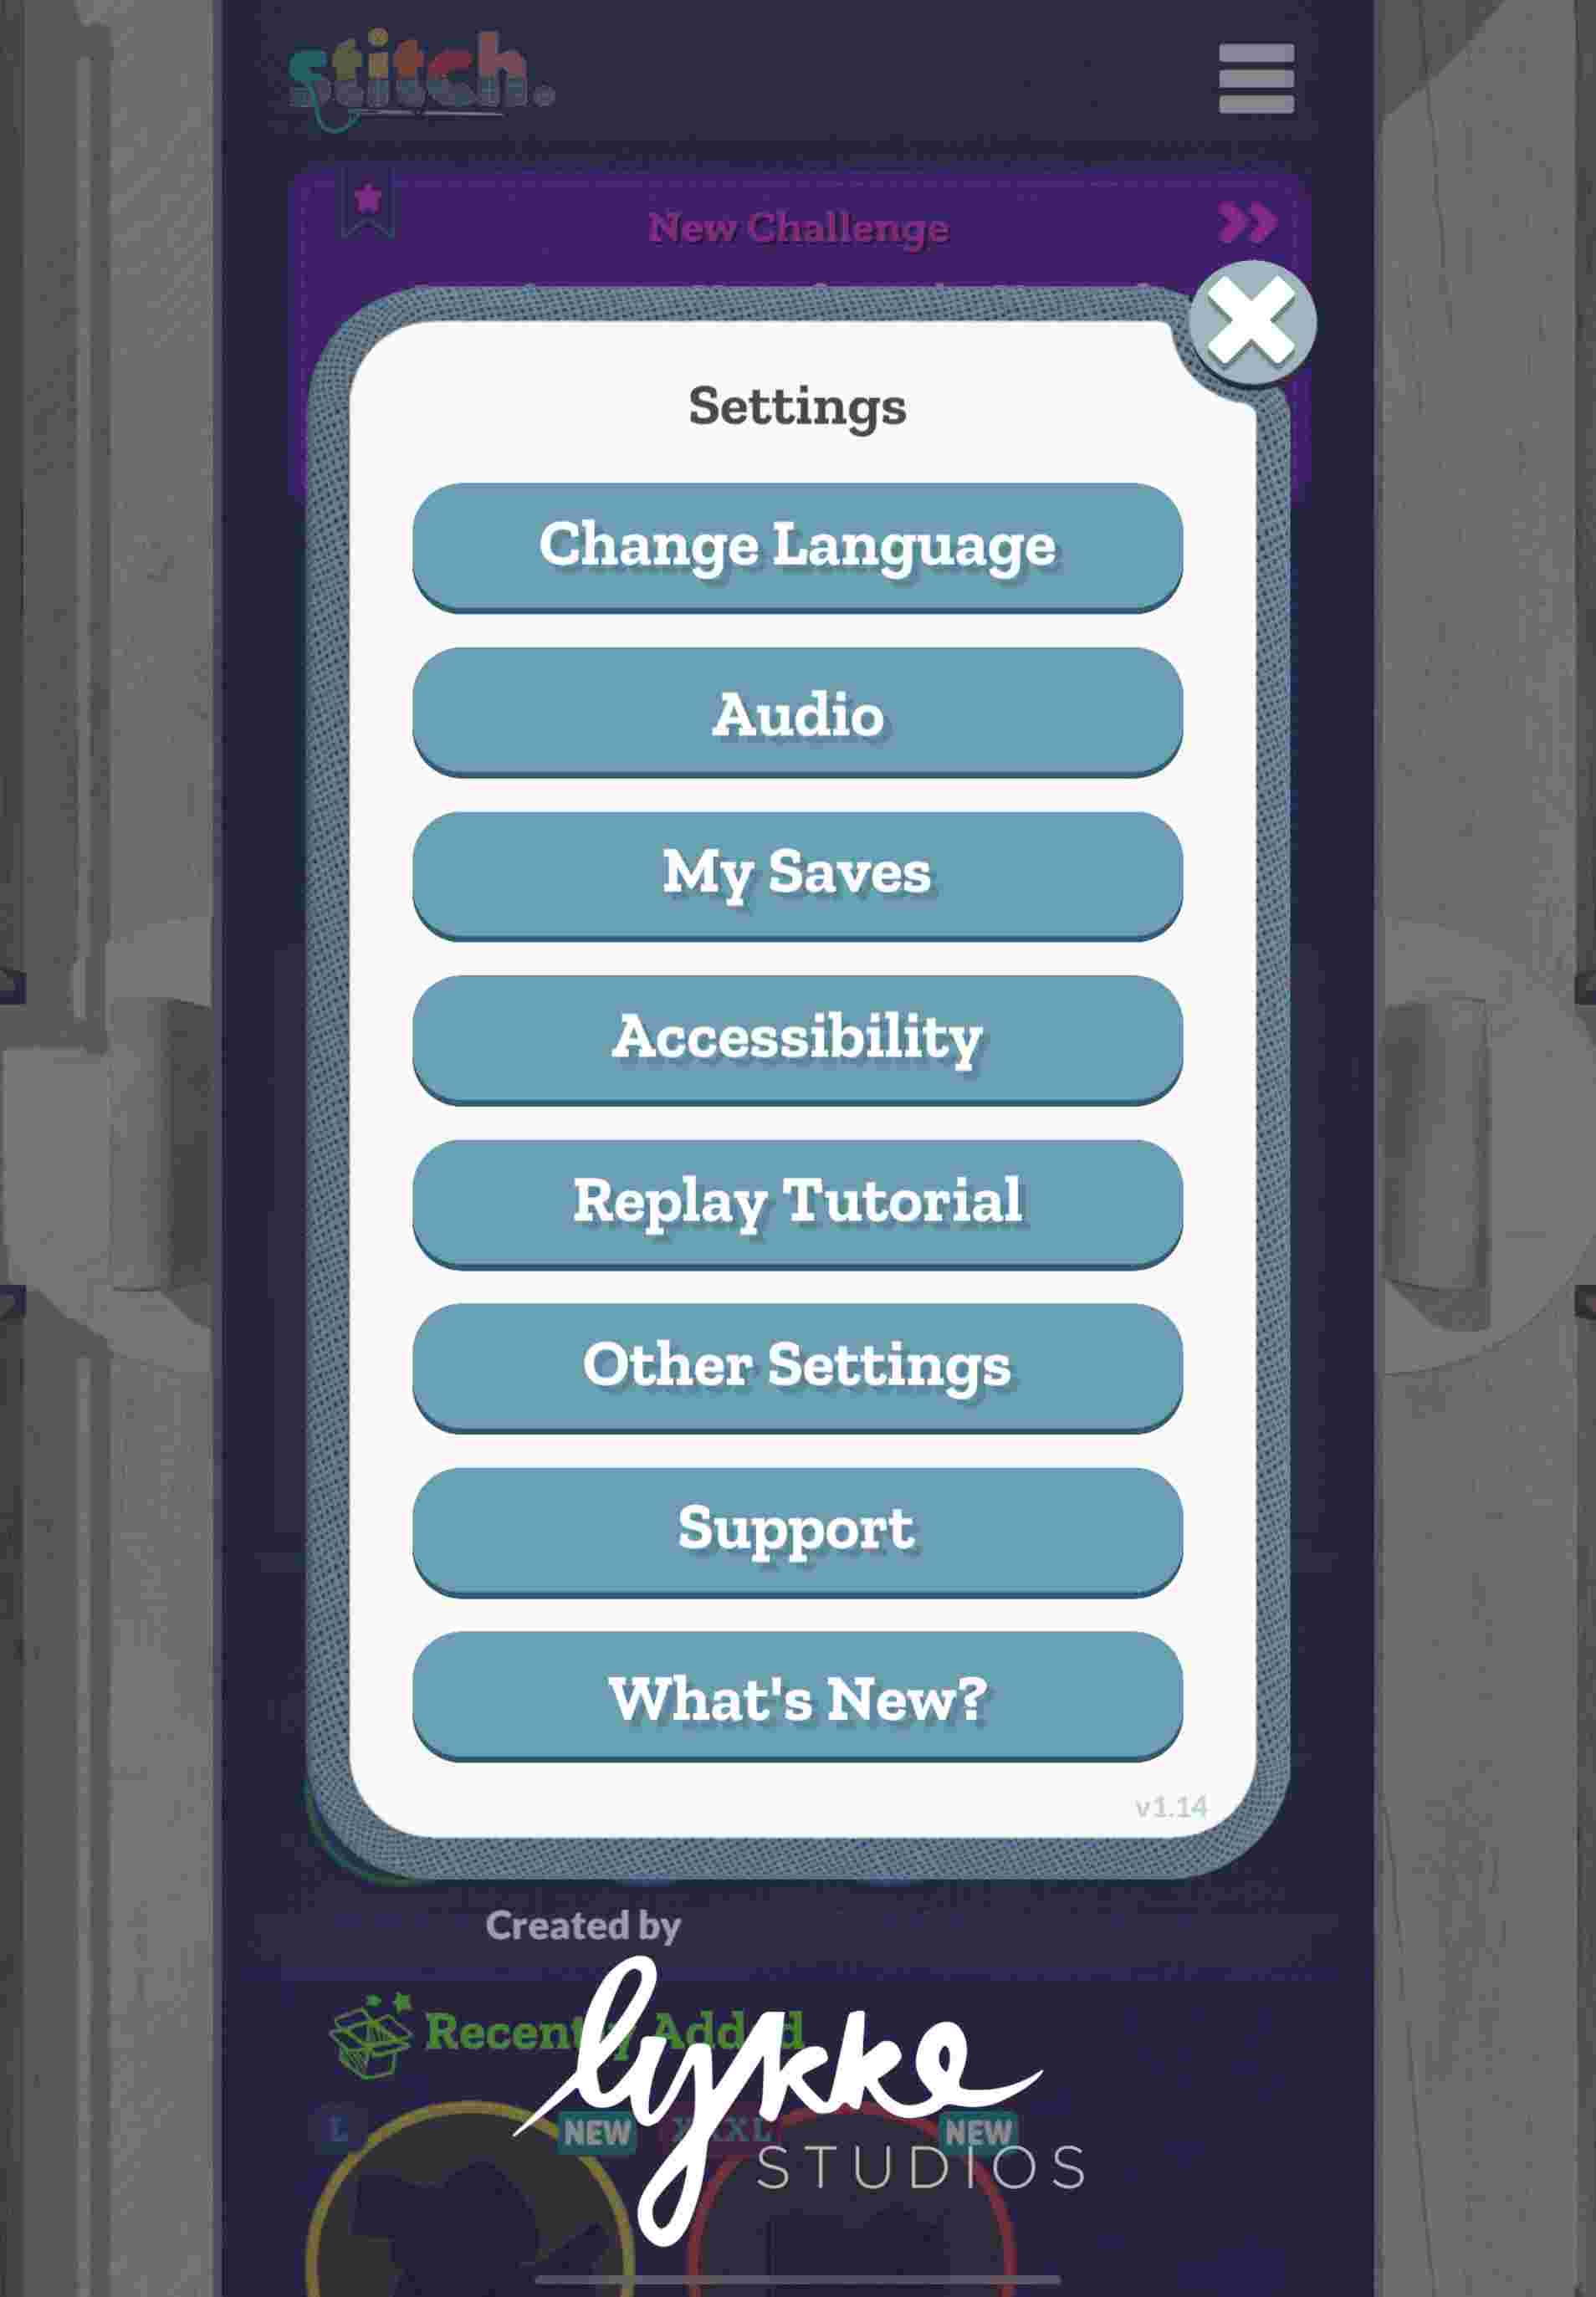 stitch.
New Challenge
Settings
Change Language
Audio
My Saves
Accessibility
Replay Tutorial
Other Settings
Support
What's New?
v1.14
Created by
lykke
STUDIOS
Recently Added
L
NEW
NEW